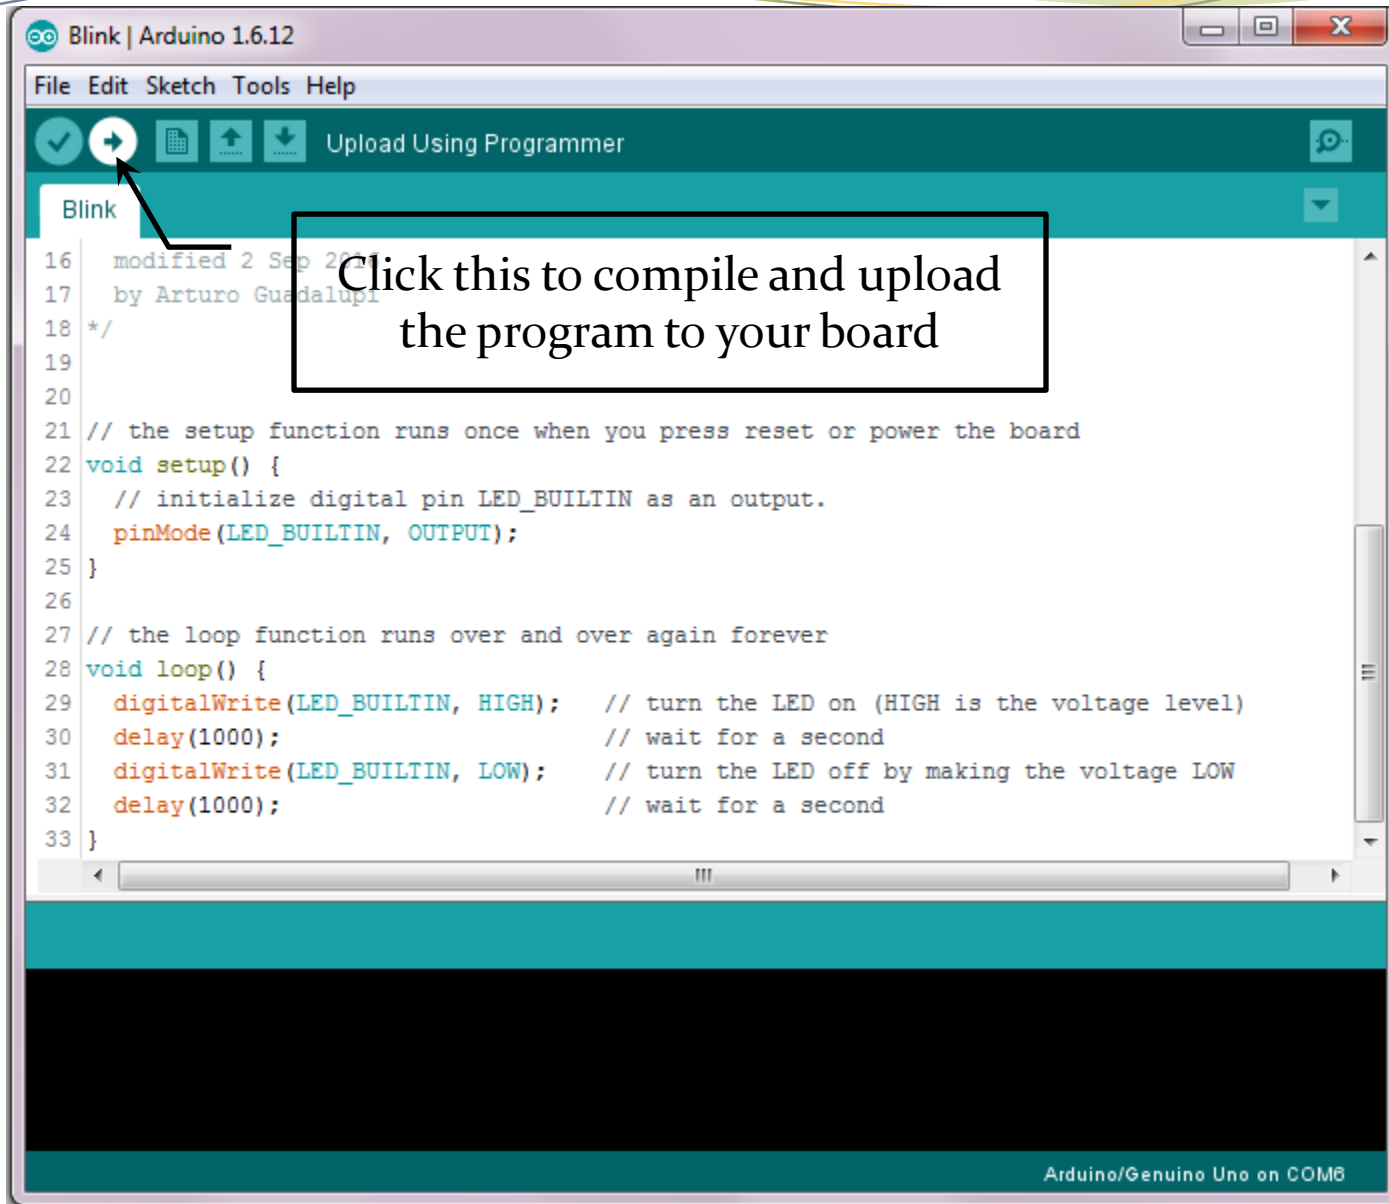 Blink | Arduino 1.6.12
File Edit Sketch Tools Help
Upload Using Programmer
Blink
16 modified 2 Sep 2016
17 by Arturo Guadalupi
18 */
Click this to compile and upload
the program to your board
19
20
21 // the setup function runs once when you press reset or power the board
22 void setup() {
23 // initialize digital pin LED_BUILTIN as an output.
24 pinMode(LED_BUILTIN, OUTPUT);
25 }
26
27 // the loop function runs over and over again forever
28 void loop() {
29 digitalWrite(LED_BUILTIN, HIGH); // turn the LED on (HIGH is the voltage level)
30 delay(1000); // wait for a second
31 digitalWrite(LED_BUILTIN, LOW); // turn the LED off by making the voltage LOW
32 delay(1000); // wait for a second
33 }
Arduino/Genuino Uno on COM6